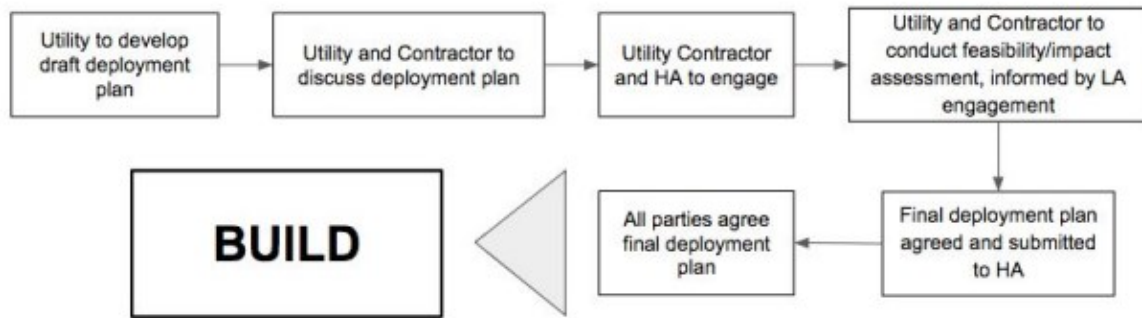 Utility to develop
draft deployment
plan
Utility and Contractor to
discuss deployment plan
Utility Contractor
and HA to engage
Utility and Contractor to
conduct feasibility/impact
assessment, informed by LA
engagement
Final deployment plan
agreed and submitted
to HA
All parties agree
final deployment
plan
BUILD